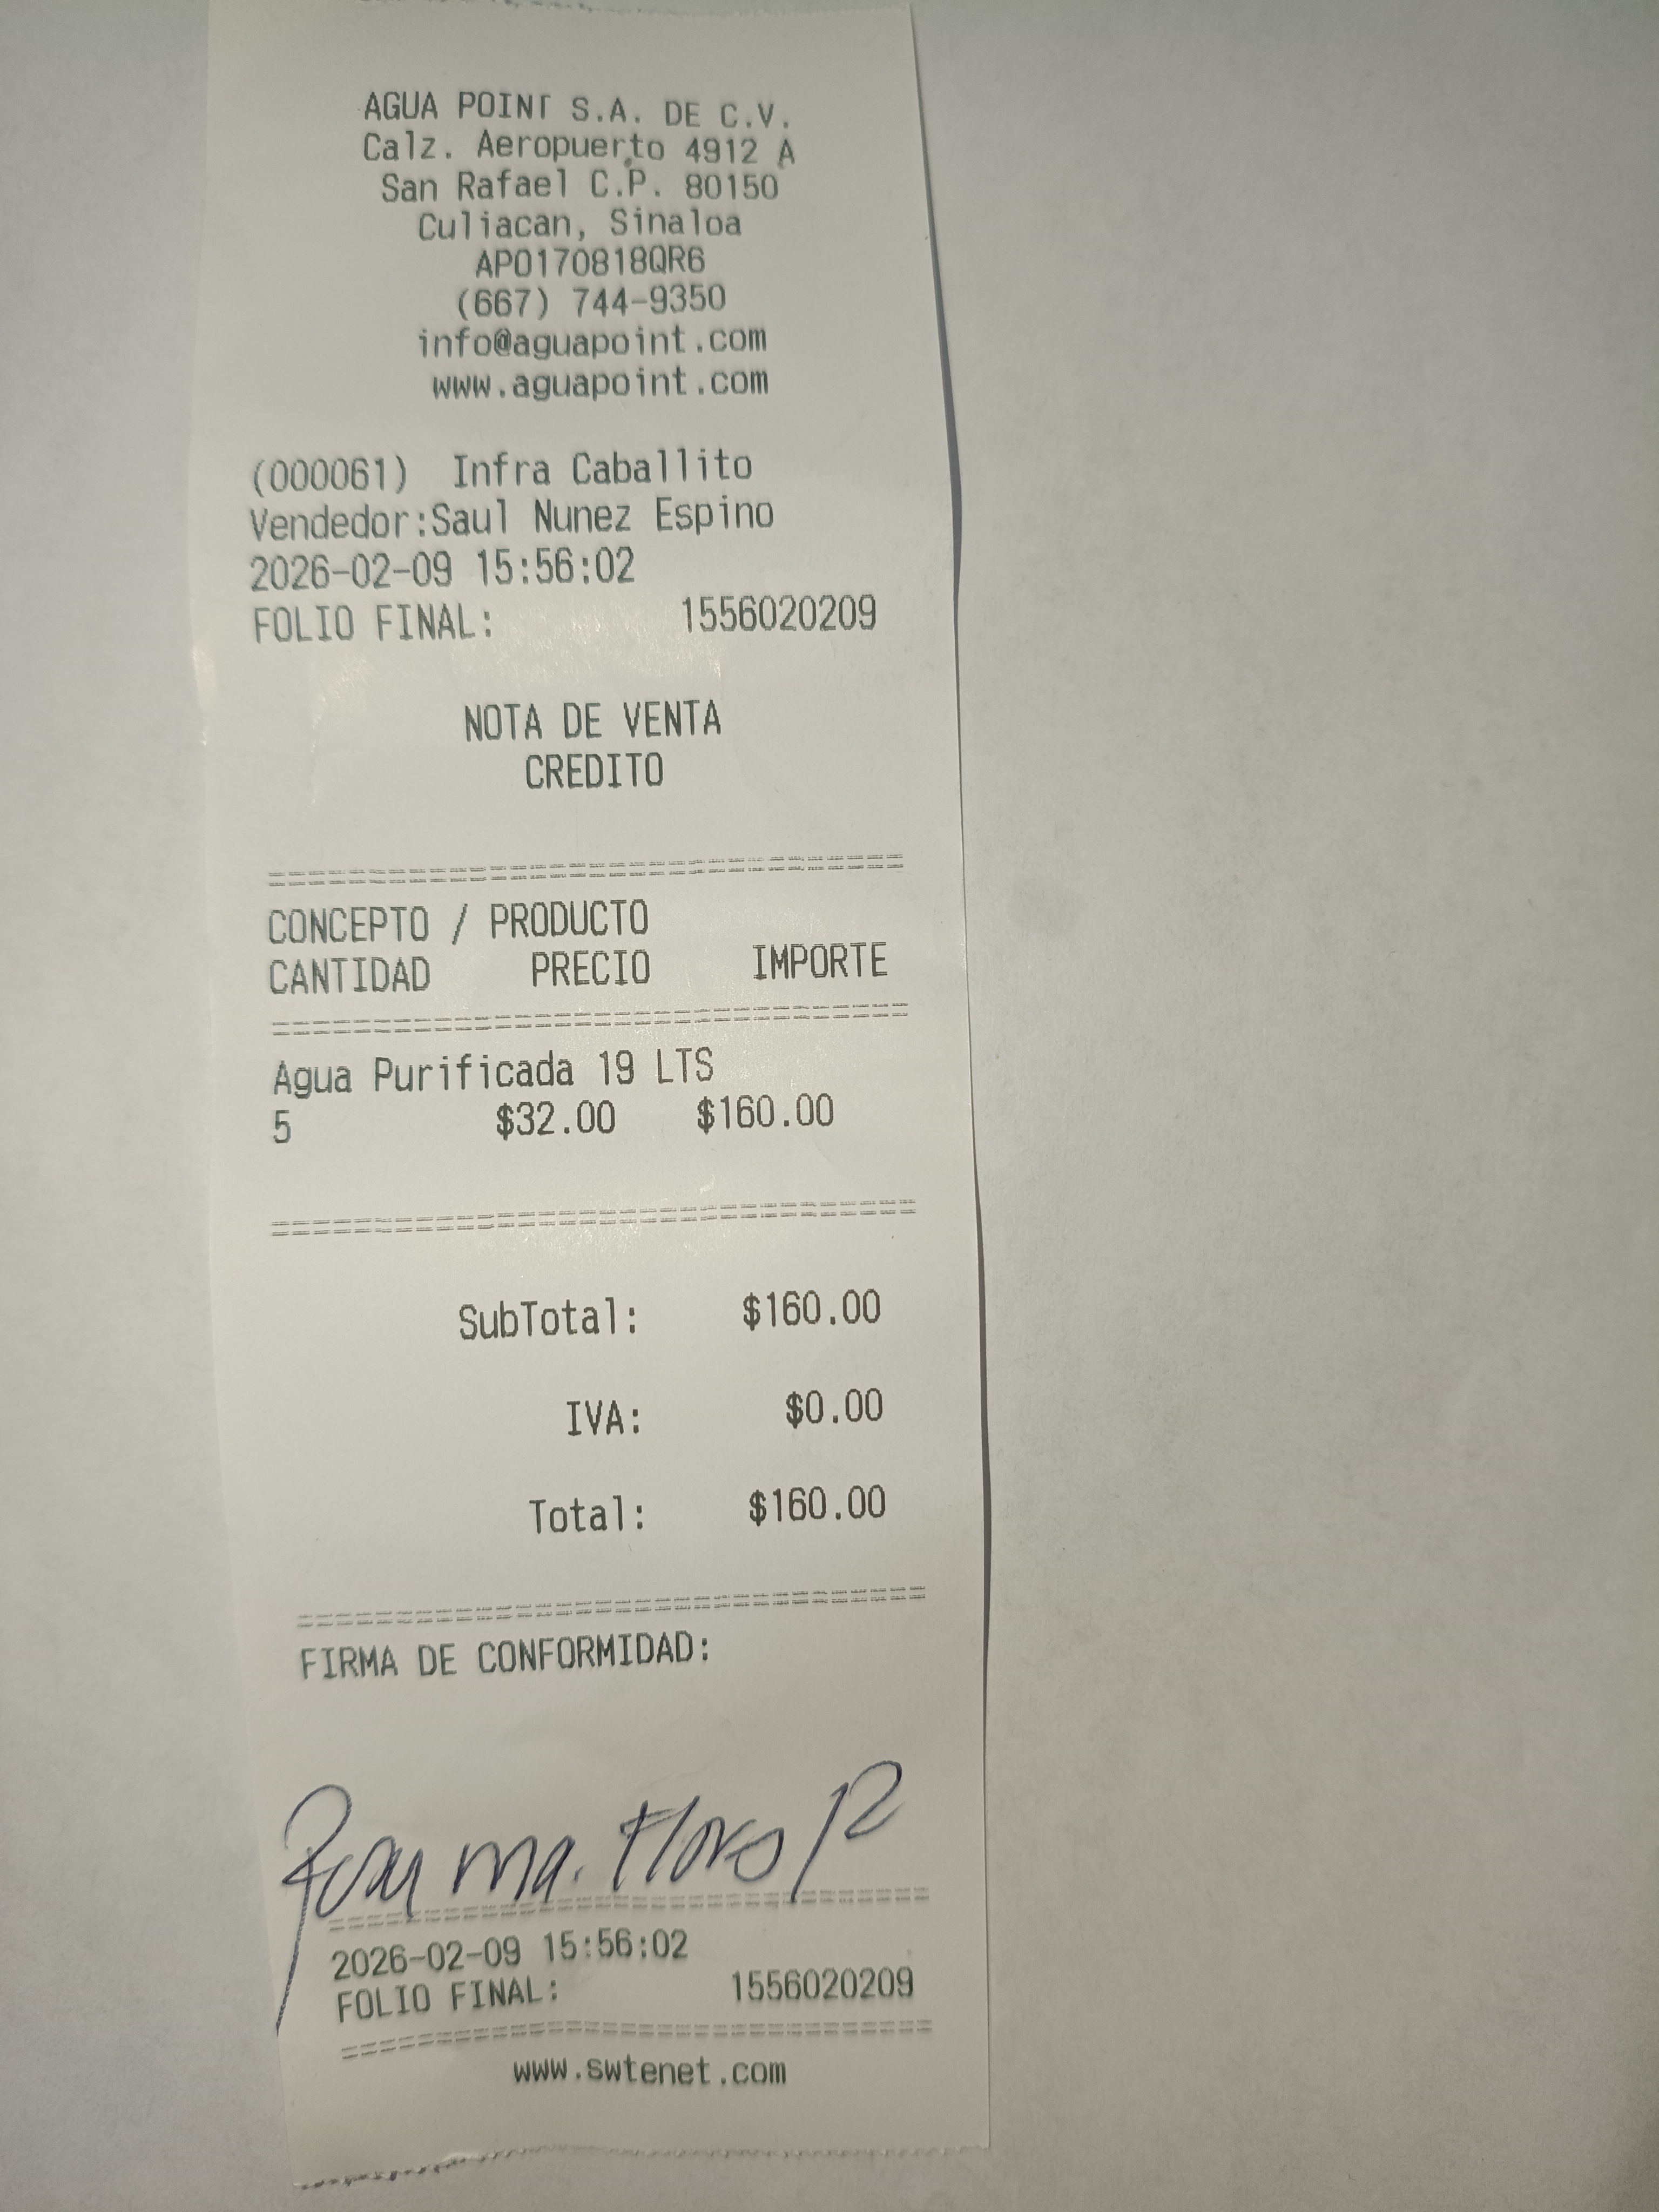 AGUA POINT S.A. DE C.V.
Calz. Aeropuerto 4912 A
San Rafael C.P. 80150
Culiacan, Sinaloa
APO170818QR6
(667) 744-9350
info@aguapoint.com
www.aguapoint.com
(000061) Infra Caballito
Vendedor:Saul Nunez Espino
2026-02-09 15:56:02
FOLIO FINAL: 1556020209
NOTA DE VENTA
CREDITO
CONCEPTO / PRODUCTO
CANTIDAD PRECIO IMPORTE
Agua Purificada 19 LTS
5 $32.00 $160.00
SubTotal: $160.00
IVA: $0.00
Total: $160.00
FIRMA DE CONFORMIDAD:
ma. Flores P
2026-02-09 15:56:02
FOLIO FINAL: 1556020209
www.swtenet.com